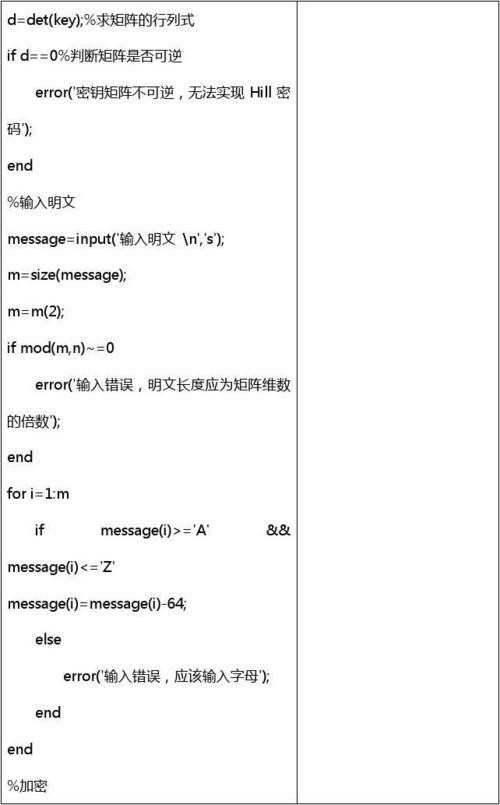 d=det(key);%求矩阵的行列式
if d==0%判断矩阵是否可逆
error('密钥矩阵不可逆，无法实现 Hill 密
码');
end
%输入明文
message=input('输入明文 \n','s');
m=size(message);
m=m(2);
if mod(m,n)~=0
error('输入错误，明文长度应为矩阵维数
的倍数');
end
for i=1:m
if message(i)>='A' &&
message(i)<='Z'
message(i)=message(i)-64;
else
error('输入错误，应该输入字母');
end
end
%加密